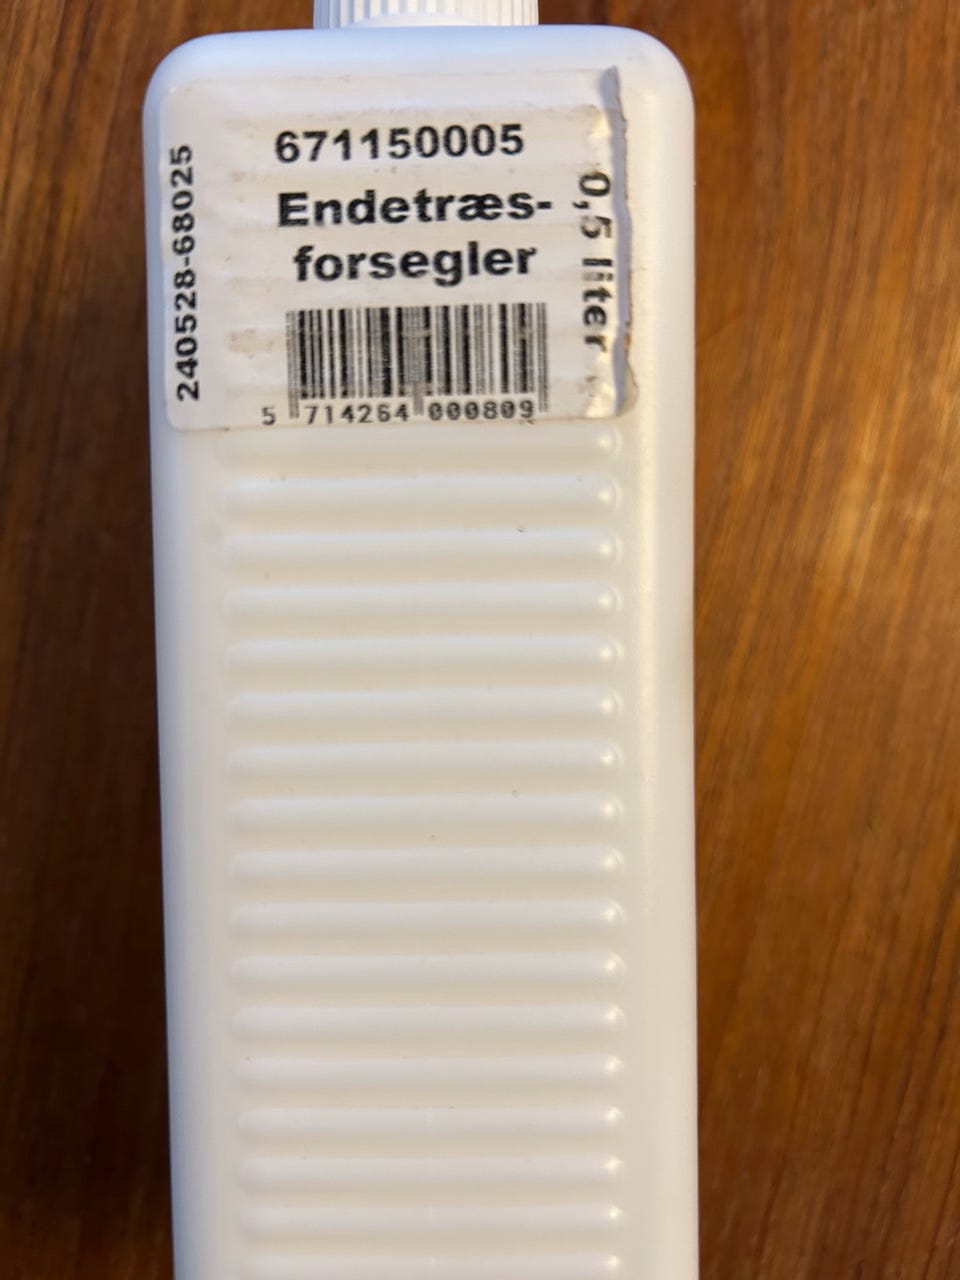 671150005
Endetræs-
forsegler
5 714264 000809
240528-68025
0,5 liter